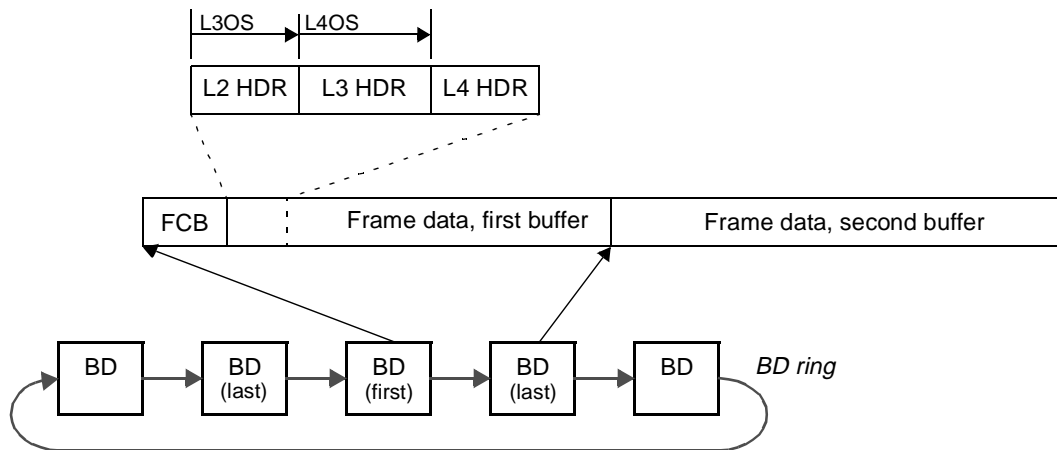 L3OS L4OS
L2 HDR L3 HDR L4 HDR
FCB Frame data, first buffer Frame data, second buffer
BD BD BD BD BD BD ring
(last) (first) (last)